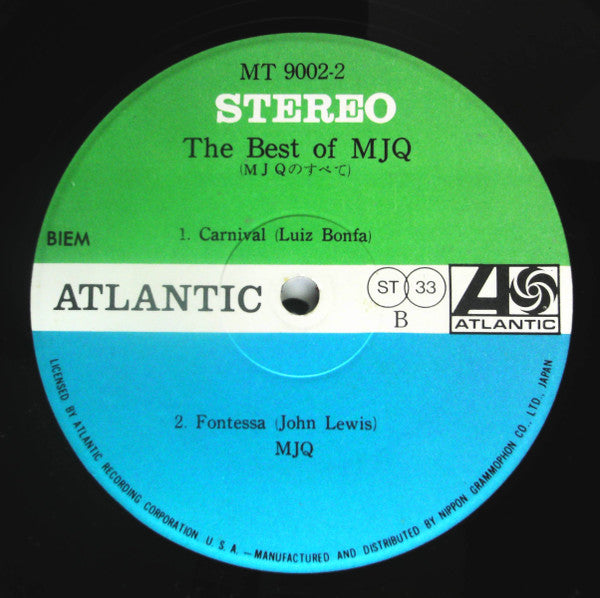 MT 9002-2
STEREO
The Best of MJQ
(MJQのすべて)
BIEM
1. Carnival (Luiz Bonfa)
ATLANTIC
ST 33
B
ATLANTIC
2. Fontessa (John Lewis)
MJQ
LICENSED BY ATLANTIC RECORDING CORPORATION. U. S. A. —MANUFACTURED AND DISTRIBUTED BY NIPPON GRAMMOPHON CO., LTD., JAPAN